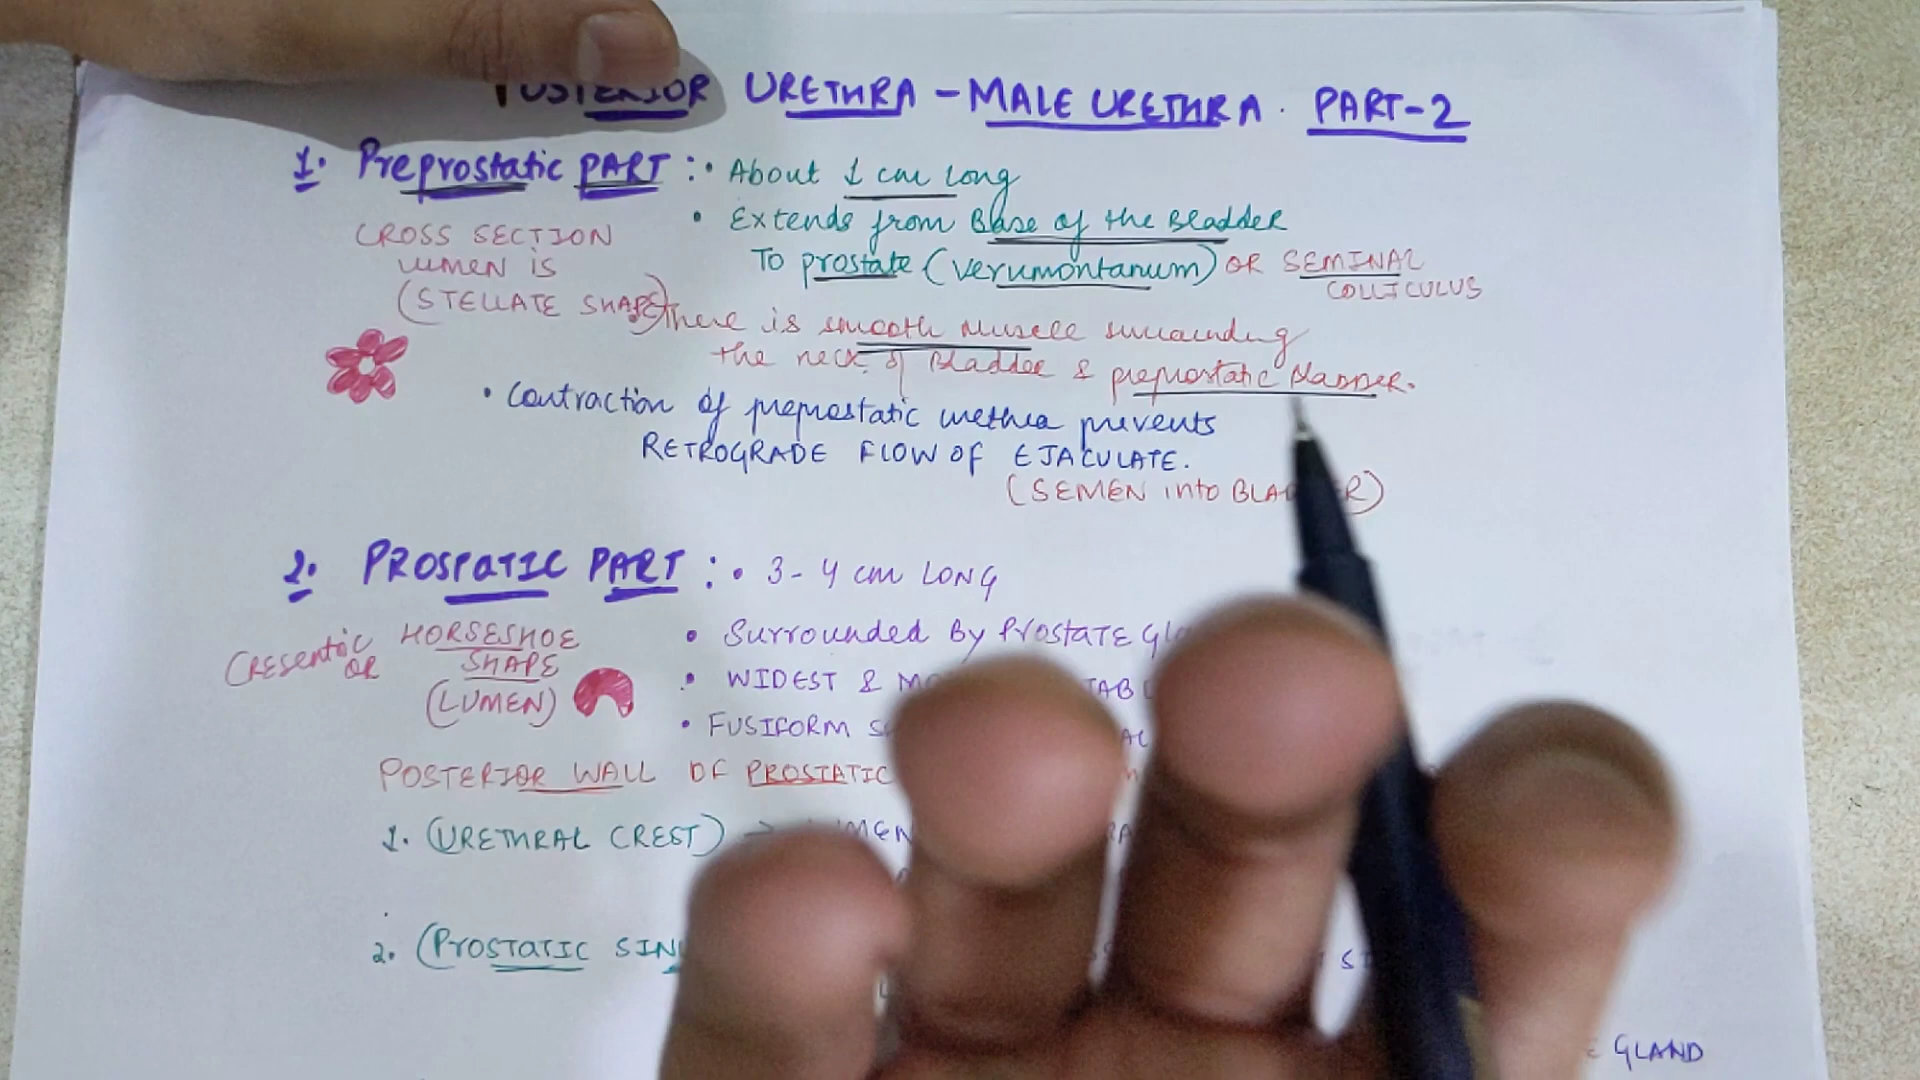 POSTERIOR URETHRA - MALE URETHRA. PART-2
1. Preprostatic PART : • About 1 cm long
CROSS SECTION
LUMEN is
(STELLATE SHAPE)
• Extends from Base of the Bladder
To prostate (verumontanum) OR SEMINAL
COLLICULUS
There is smooth muscle surrounding
the neck of Bladder & preprostatic Bladder.
• Contraction of preprostatic urethra prevents
RETROGRADE FLOW OF EJACULATE.
(SEMEN into BLADDER)
2. PROSTATIC PART : • 3-4 cm LONG
CRESENTIC OR HORSESHOE
SHAPE
(LUMEN)
• Surrounded By Prostate
• WIDEST &
• FUSIFORM
POSTERIOR WALL OF PROSTATIC
1. (URETHRAL CREST) →
2. (Prostatic
GLAND